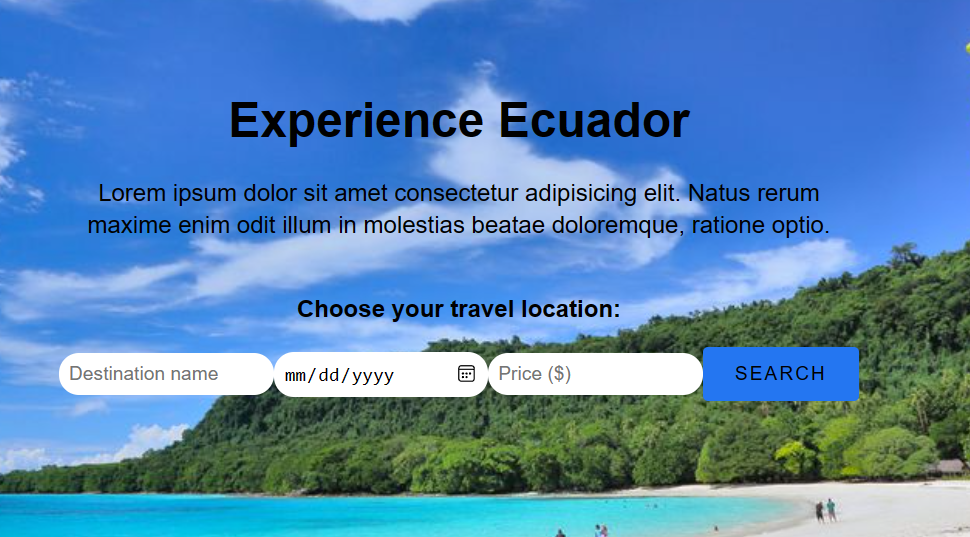 Experience Ecuador
Lorem ipsum dolor sit amet consectetur adipisicing elit. Natus rerum
maxime enim odit illum in molestias beatae doloremque, ratione optio.
Choose your travel location:
Destination name mm/dd/yyyy Price ($) SEARCH